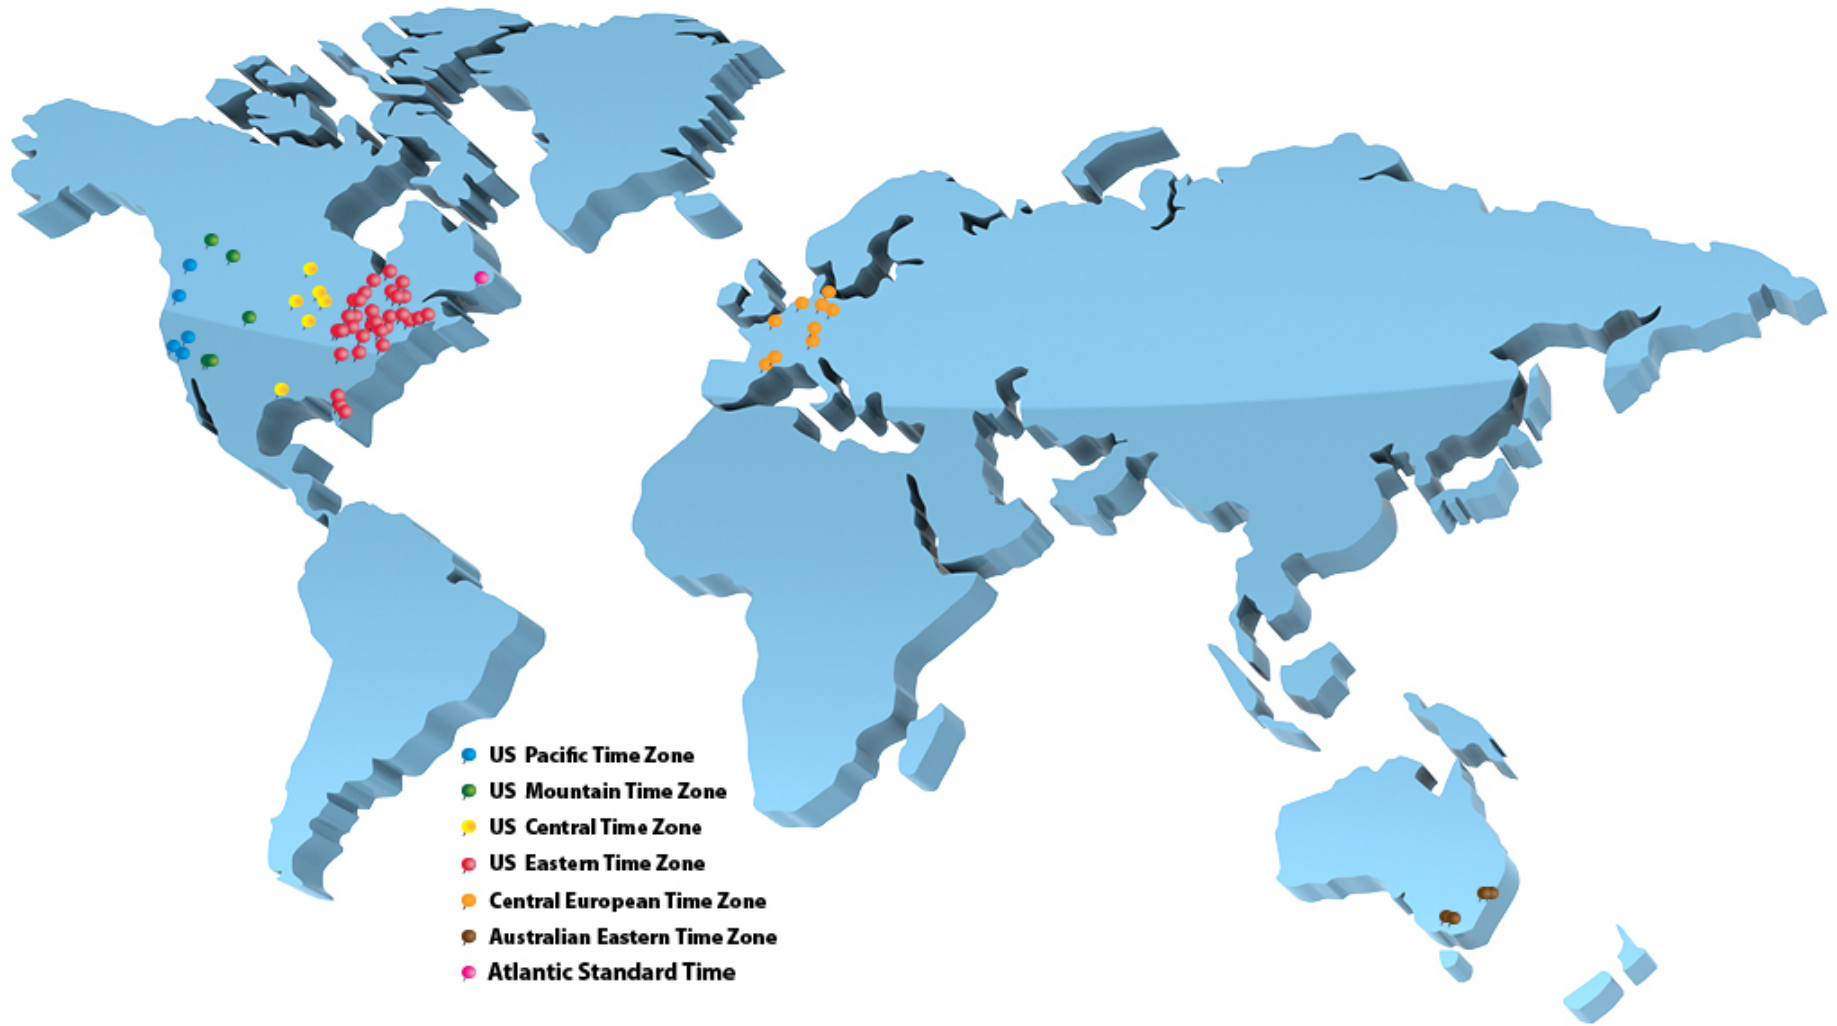 US Pacific Time Zone
US Mountain Time Zone
US Central Time Zone
US Eastern Time Zone
Central European Time Zone
Australian Eastern Time Zone
Atlantic Standard Time